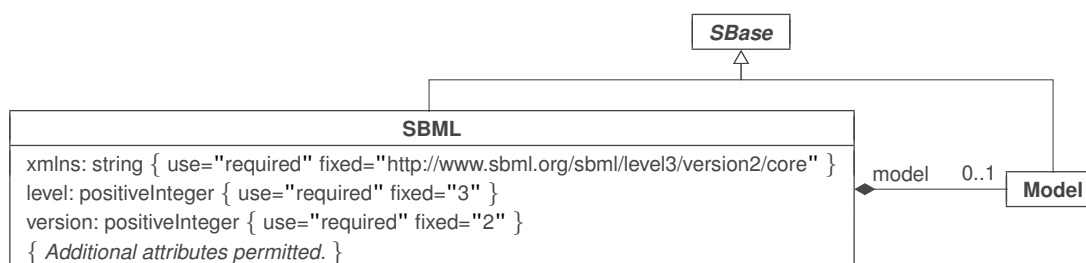 SBase
SBML
xmlns: string { use="required" fixed="http://www.sbml.org/sbml/level3/version2/core" }
level: positiveInteger { use="required" fixed="3" }
version: positiveInteger { use="required" fixed="2" }
{ Additional attributes permitted. }
model 0..1
Model